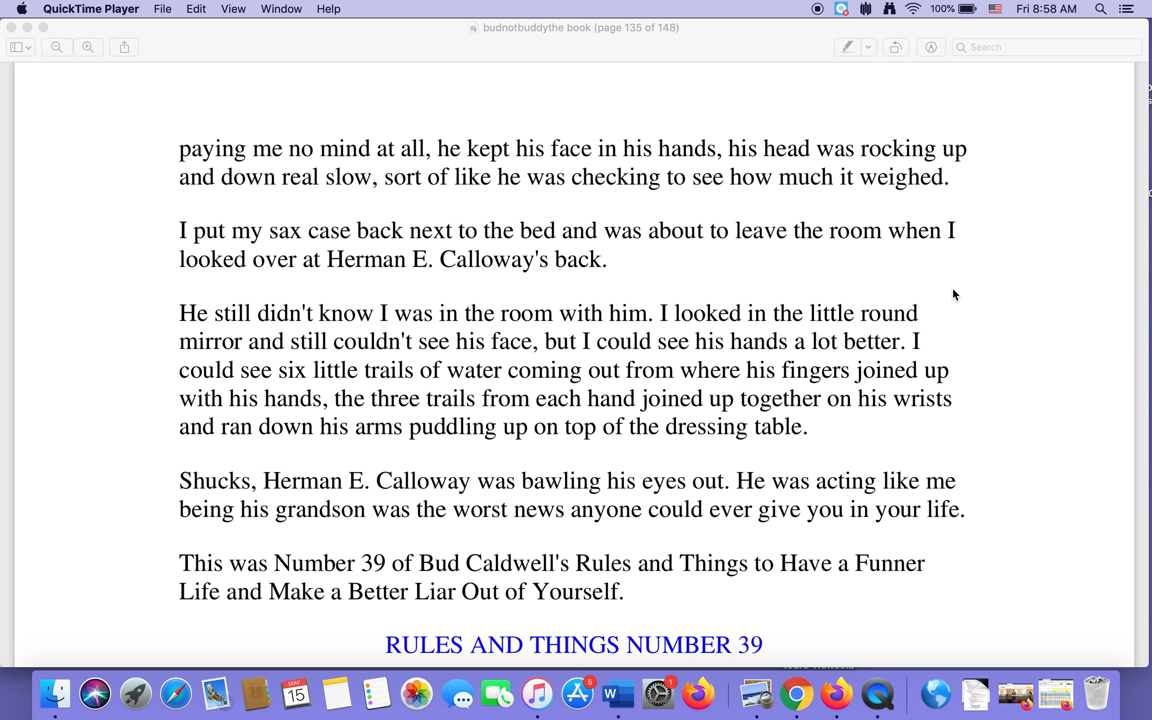 QuickTime Player File Edit View Window Help 100% Fri 8:58 AM
budnotbuddythe book (page 135 of 148)
Search
paying me no mind at all, he kept his face in his hands, his head was rocking up
and down real slow, sort of like he was checking to see how much it weighed.
I put my sax case back next to the bed and was about to leave the room when I
looked over at Herman E. Calloway's back.
He still didn't know I was in the room with him. I looked in the little round
mirror and still couldn't see his face, but I could see his hands a lot better. I
could see six little trails of water coming out from where his fingers joined up
with his hands, the three trails from each hand joined up together on his wrists
and ran down his arms puddling up on top of the dressing table.
Shucks, Herman E. Calloway was bawling his eyes out. He was acting like me
being his grandson was the worst news anyone could ever give you in your life.
This was Number 39 of Bud Caldwell's Rules and Things to Have a Funner
Life and Make a Better Liar Out of Yourself.
RULES AND THINGS NUMBER 39
MAY
15
5
W
1